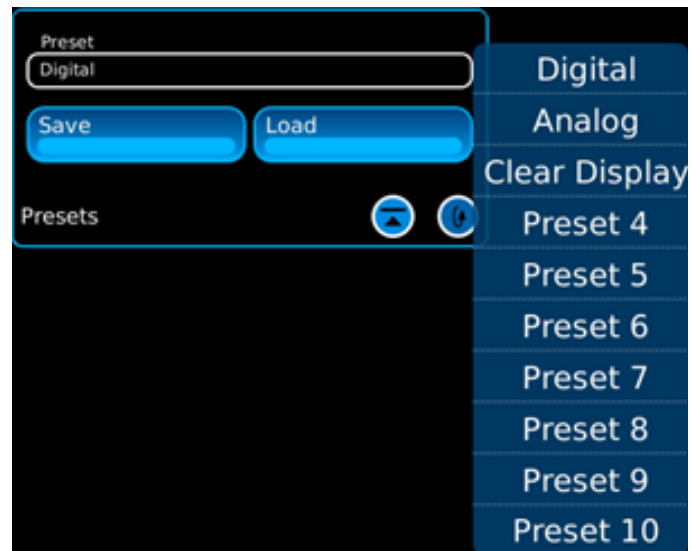 Preset
Digital
Save
Load
Presets
Digital
Analog
Clear Display
Preset 4
Preset 5
Preset 6
Preset 7
Preset 8
Preset 9
Preset 10